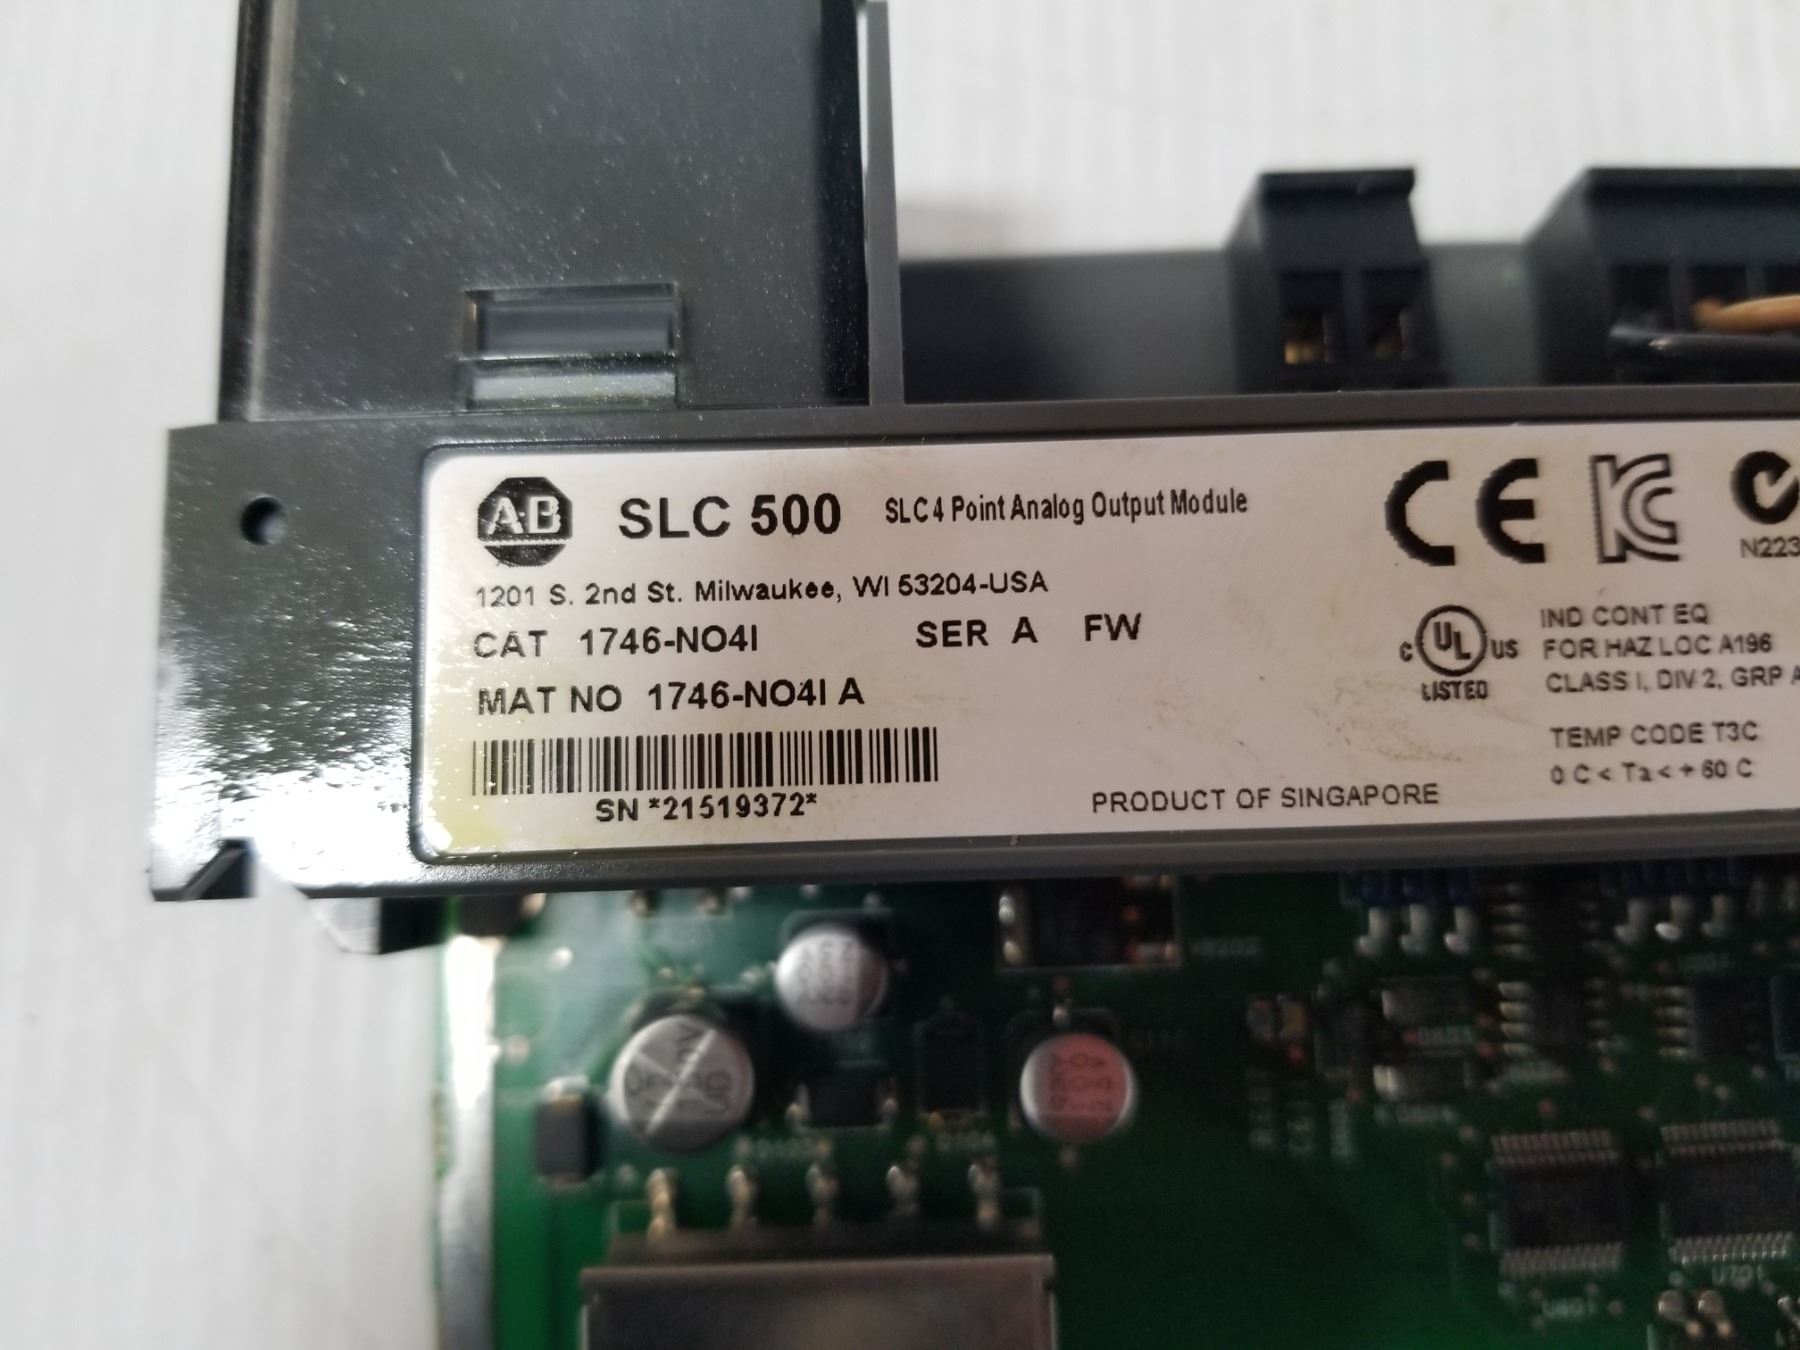 A-B SLC 500 SLC 4 Point Analog Output Module
1201 S. 2nd St. Milwaukee, WI 53204-USA
CAT 1746-NO4I SER A FW
MAT NO 1746-NO4I A
SN *21519372*
PRODUCT OF SINGAPORE
CE
KC
N223
C UL US
LISTED
IND CONT EQ
FOR HAZ LOC A196
CLASS I, DIV 2, GRP A
TEMP CODE T3C
0 C < Ta < + 60 C